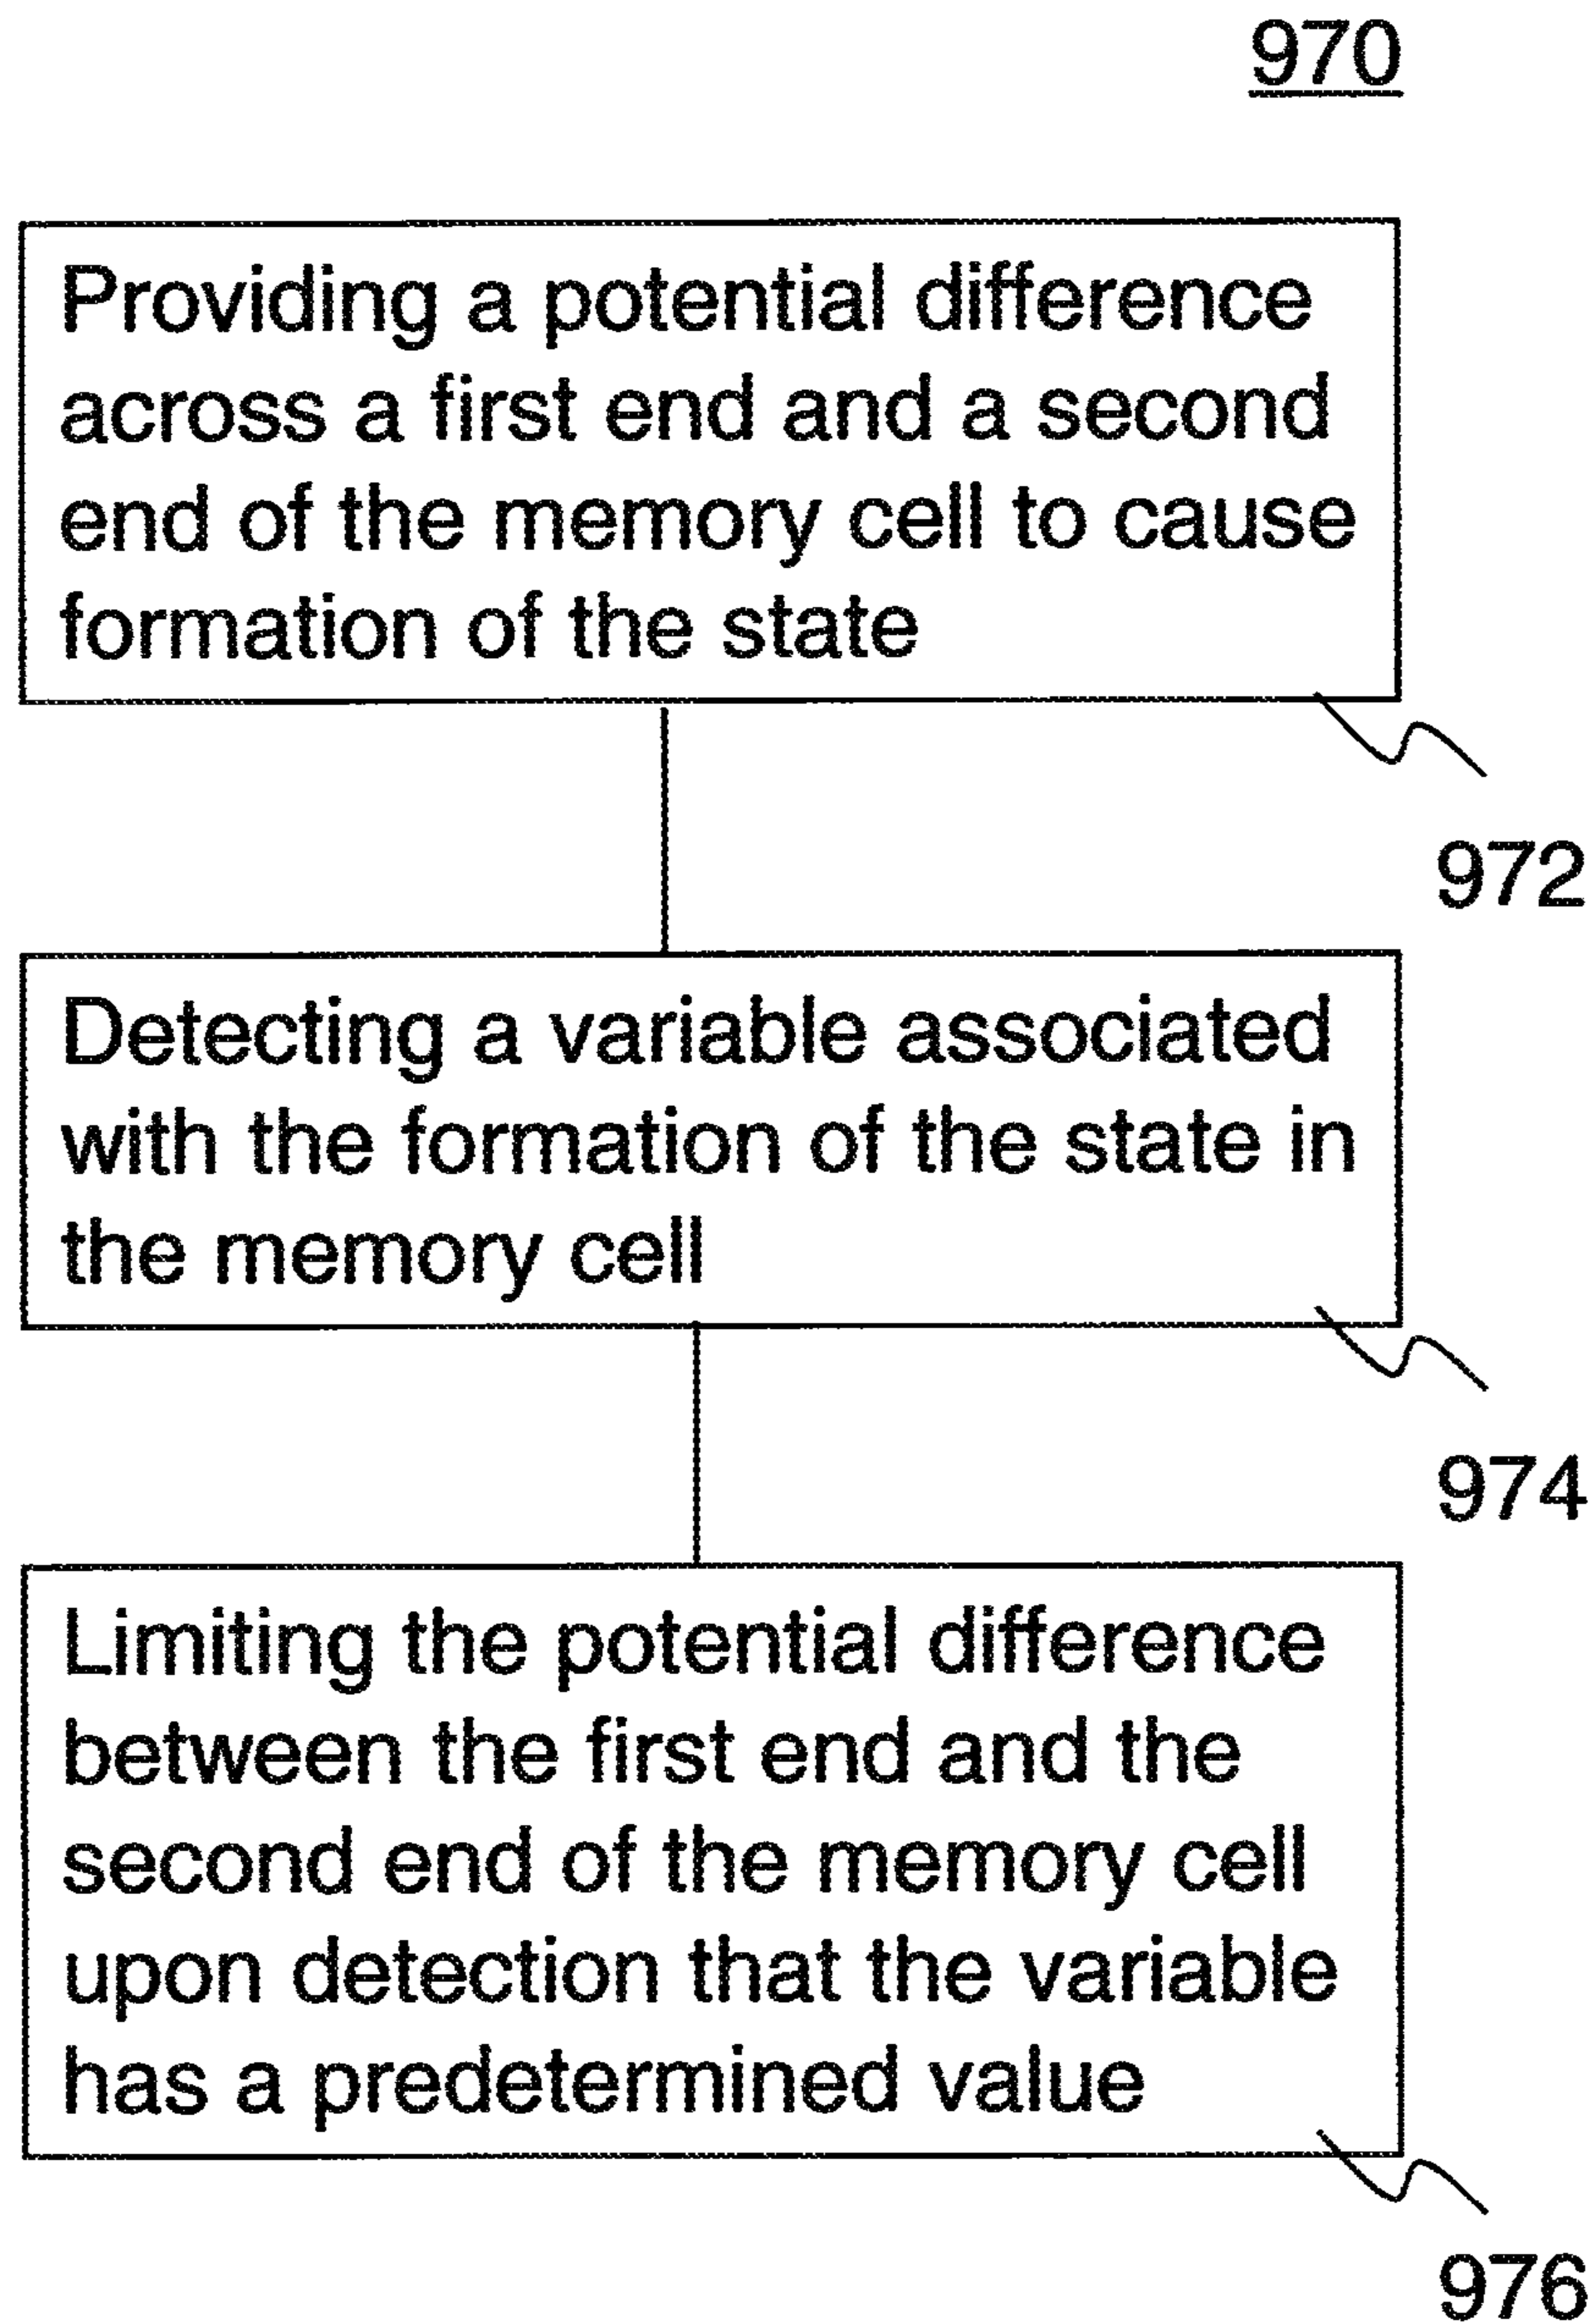 970
Providing a potential difference
across a first end and a second
end of the memory cell to cause
formation of the state
972
Detecting a variable associated
with the formation of the state in
the memory cell
974
Limiting the potential difference
between the first end and the
second end of the memory cell
upon detection that the variable
has a predetermined value
976